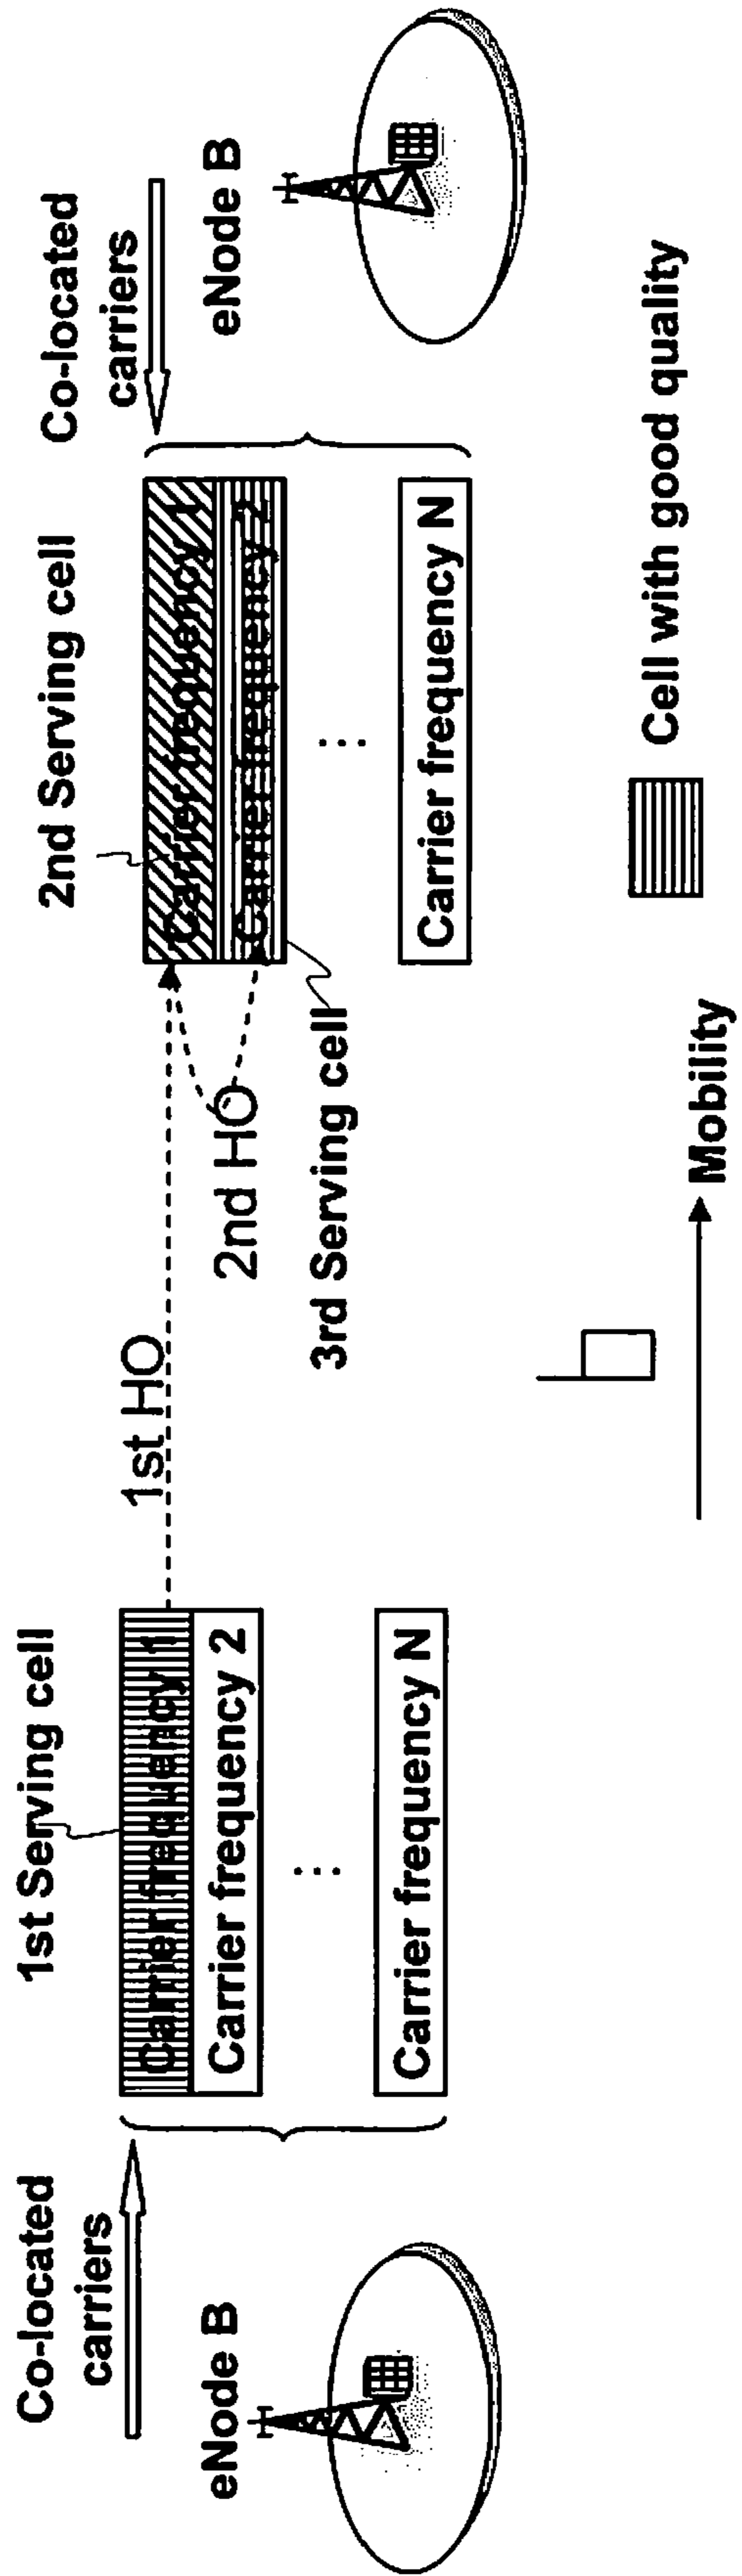 Co-located
carriers
eNode B
1st Serving cell
Carrier frequency 1
Carrier frequency 2
...
Carrier frequency N
1st HO
2nd HO
3rd Serving cell
2nd Serving cell
Carrier frequency 1
Carrier frequency 2
...
Carrier frequency N
Co-located
carriers
eNode B
Mobility
Cell with good quality